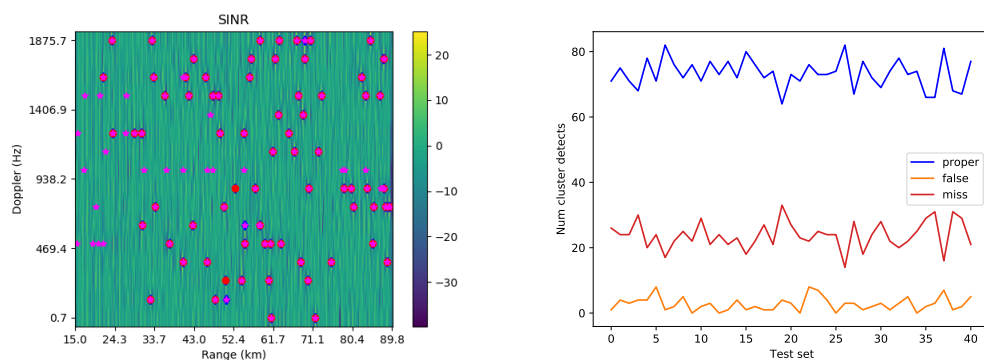 SINR
Doppler (Hz)
1875.7
1406.9
938.2
469.4
0.7
15.0 24.3 33.7 43.0 52.4 61.7 71.1 80.4 89.8
Range (km)
20
10
0
−10
−20
−30
Num cluster detects
80
60
40
20
0
0 5 10 15 20 25 30 35 40
Test set
proper
false
miss